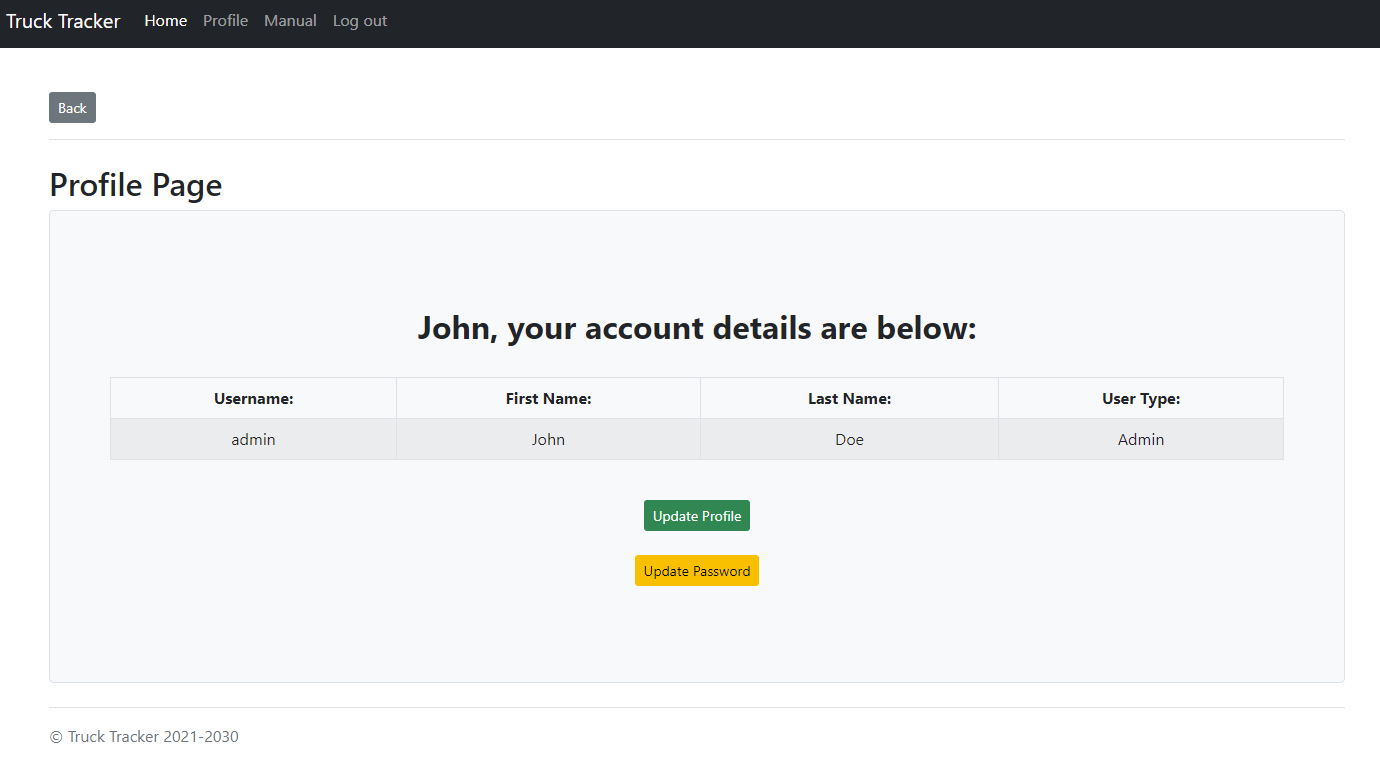 Truck Tracker Home Profile Manual Log out
Back
Profile Page
John, your account details are below:
Username: First Name: Last Name: User Type:
admin John Doe Admin
Update Profile
Update Password
© Truck Tracker 2021-2030